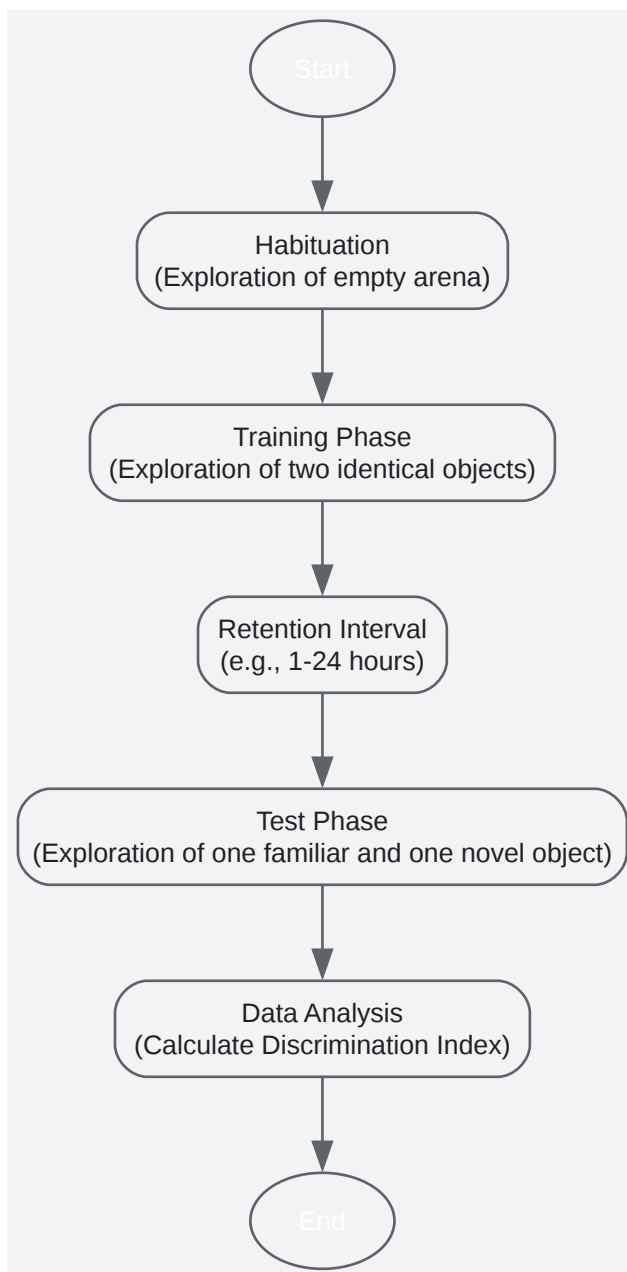 Start
Habituation
(Exploration of empty arena)
Training Phase
(Exploration of two identical objects)
Retention Interval
(e.g., 1-24 hours)
Test Phase
(Exploration of one familiar and one novel object)
Data Analysis
(Calculate Discrimination Index)
End